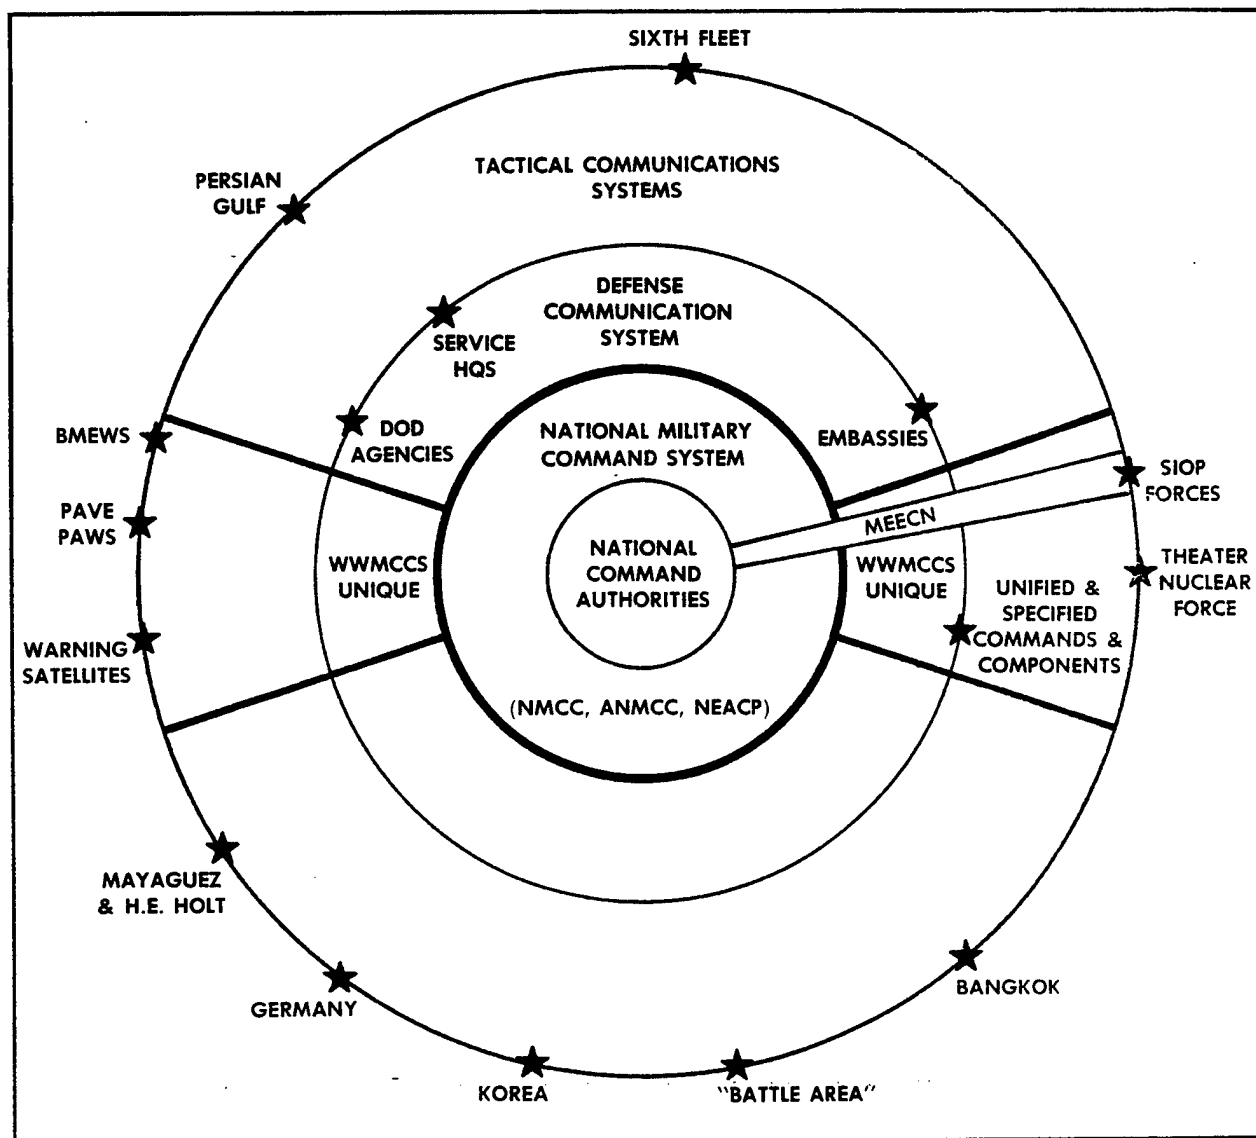 SIXTH FLEET
TACTICAL COMMUNICATIONS
SYSTEMS
PERSIAN
GULF
DEFENSE
COMMUNICATION
SYSTEM
SERVICE
HQS
DOD
AGENCIES
EMBASSIES
NATIONAL MILITARY
COMMAND SYSTEM
BMEWS
SIOP
FORCES
PAVE
PAWS
MEECN
NATIONAL
COMMAND
AUTHORITIES
WWMCCS
UNIQUE
WWMCCS
UNIQUE
THEATER
NUCLEAR
FORCE
UNIFIED &
SPECIFIED
COMMANDS &
COMPONENTS
WARNING
SATELLITES
(NMCC, ANMCC, NEACP)
MAYAGUEZ
& H.E. HOLT
GERMANY
BANGKOK
KOREA
"BATTLE AREA"